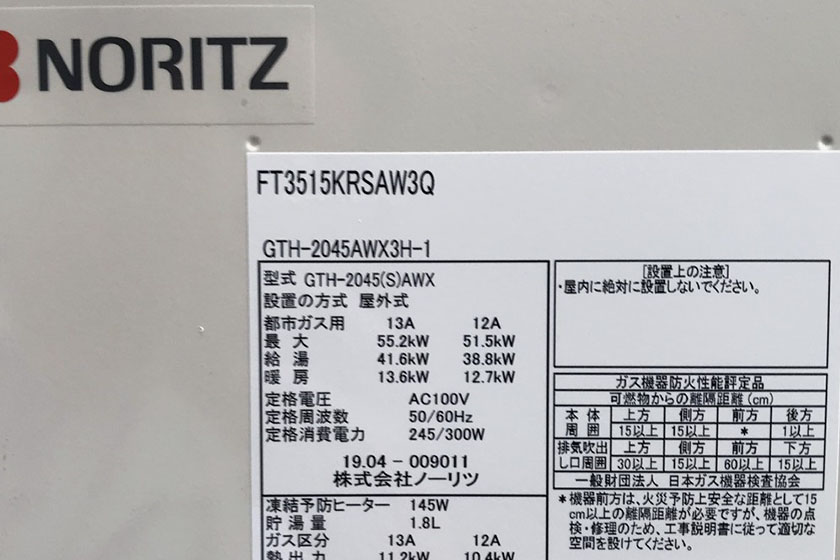 NORITZ
FT3515KRSAW3Q
GTH-2045AWX3H-1
型式 GTH-2045(S)AWX
設置の方式 屋外式
都市ガス用 13A 12A
最大 55.2kW 51.5kW
給湯 41.6kW 38.8kW
暖房 13.6kW 12.7kW
定格電圧 AC100V
定格周波数 50/60Hz
定格消費電力 245/300W
19.04 - 009011
株式会社ノーリツ
凍結予防ヒーター 145W
貯湯量 1.8L
ガス区分 13A 12A
熱出力 11.2kW 10.4kW
[設置上の注意]
・屋内に絶対に設置しないでください。
ガス機器防火性能評定品
可燃物からの離隔距離(cm)
本体 上方 側方 前方 後方
周囲 15以上 15以上 * 1以上
排気吹出 上方 側方 前方 下方
し口周囲 30以上 15以上 60以上 15以上
一般財団法人 日本ガス機器検査協会
*機器前方は、火災予防上安全な距離として15
cm以上の離隔距離が必要ですが、機器の点
検・修理のため、工事説明書に従って適切な
空間を設けてください。